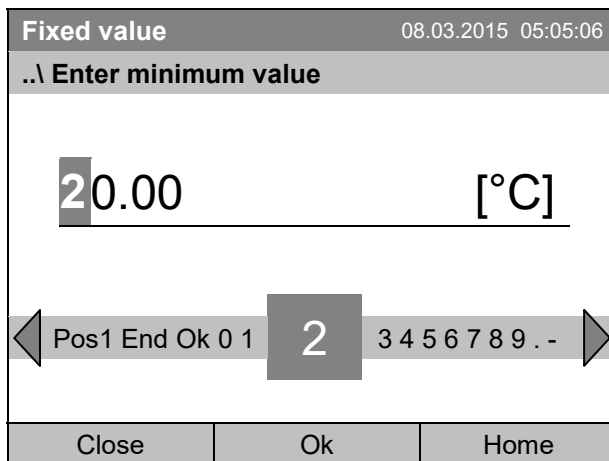 Fixed value 08.03.2015 05:05:06
..\ Enter minimum value
20.00 [°C]
Pos1 End Ok 0 1 2 3 4 5 6 7 8 9 . -
Close Ok Home